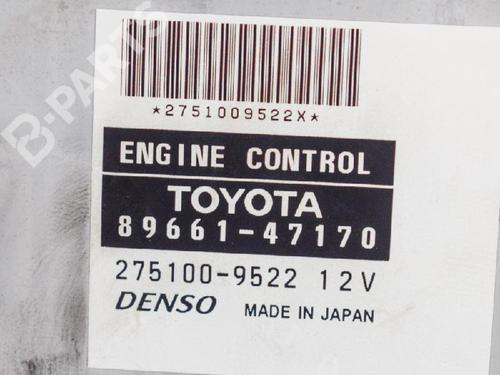 B-PARTS
*2751009522X*
ENGINE CONTROL
TOYOTA
89661-47170
275100-9522 12V
DENSO MADE IN JAPAN